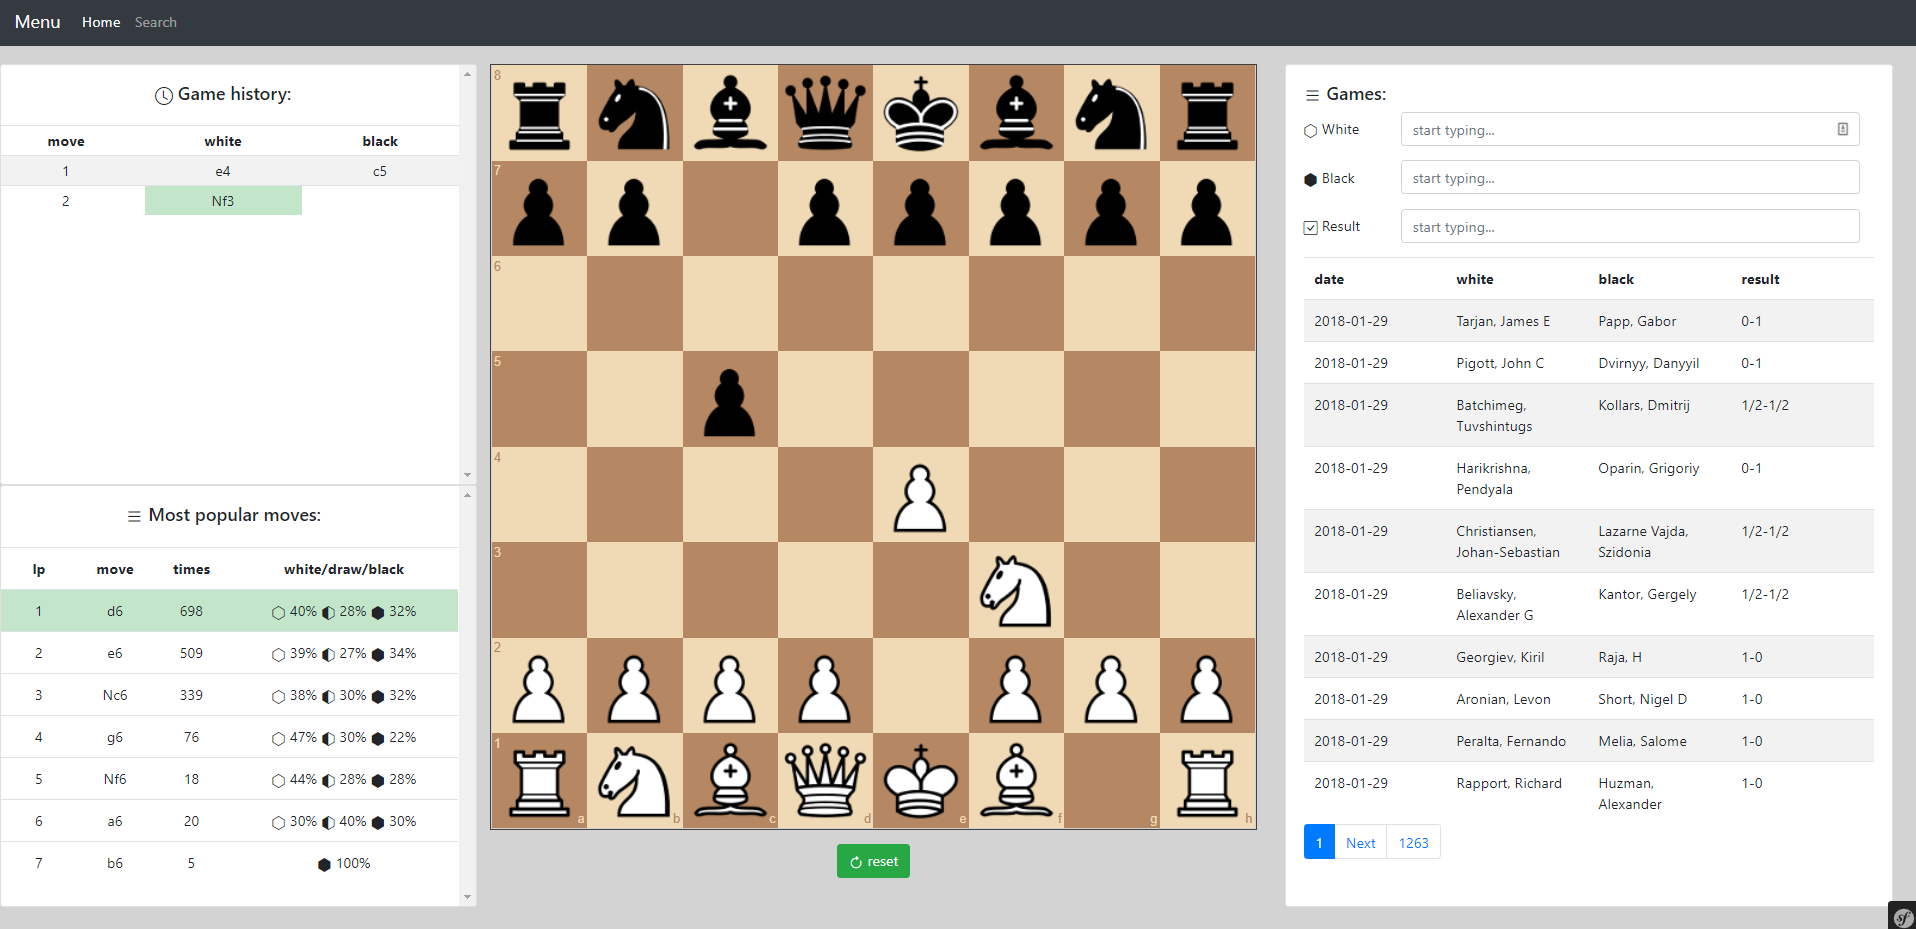 Menu Home Search
Game history:
move white black
1 e4 c5
2 Nf3
Most popular moves:
lp move times white/draw/black
1 d6 698 40% 28% 32%
2 e6 509 39% 27% 34%
3 Nc6 339 38% 30% 32%
4 g6 76 47% 30% 22%
5 Nf6 18 44% 28% 28%
6 a6 20 30% 40% 30%
7 b6 5 100%
8
7
6
5
4
3
2
1
a b c d e f g h
reset
Games:
White start typing...
Black start typing...
Result start typing...
date white black result
2018-01-29 Tarjan, James E Papp, Gabor 0-1
2018-01-29 Pigott, John C Dvirnyy, Danyyil 0-1
2018-01-29 Batchimeg, Kollars, Dmitrij 1/2-1/2
Tuvshintugs
2018-01-29 Harikrishna, Oparin, Grigoriy 0-1
Pendyala
2018-01-29 Christiansen, Lazarne Vajda, 1/2-1/2
Johan-Sebastian Szidonia
2018-01-29 Beliavsky, Kantor, Gergely 1/2-1/2
Alexander G
2018-01-29 Georgiev, Kiril Raja, H 1-0
2018-01-29 Aronian, Levon Short, Nigel D 1-0
2018-01-29 Peralta, Fernando Melia, Salome 1-0
2018-01-29 Rapport, Richard Huzman, 1-0
Alexander
1 Next 1263
sf